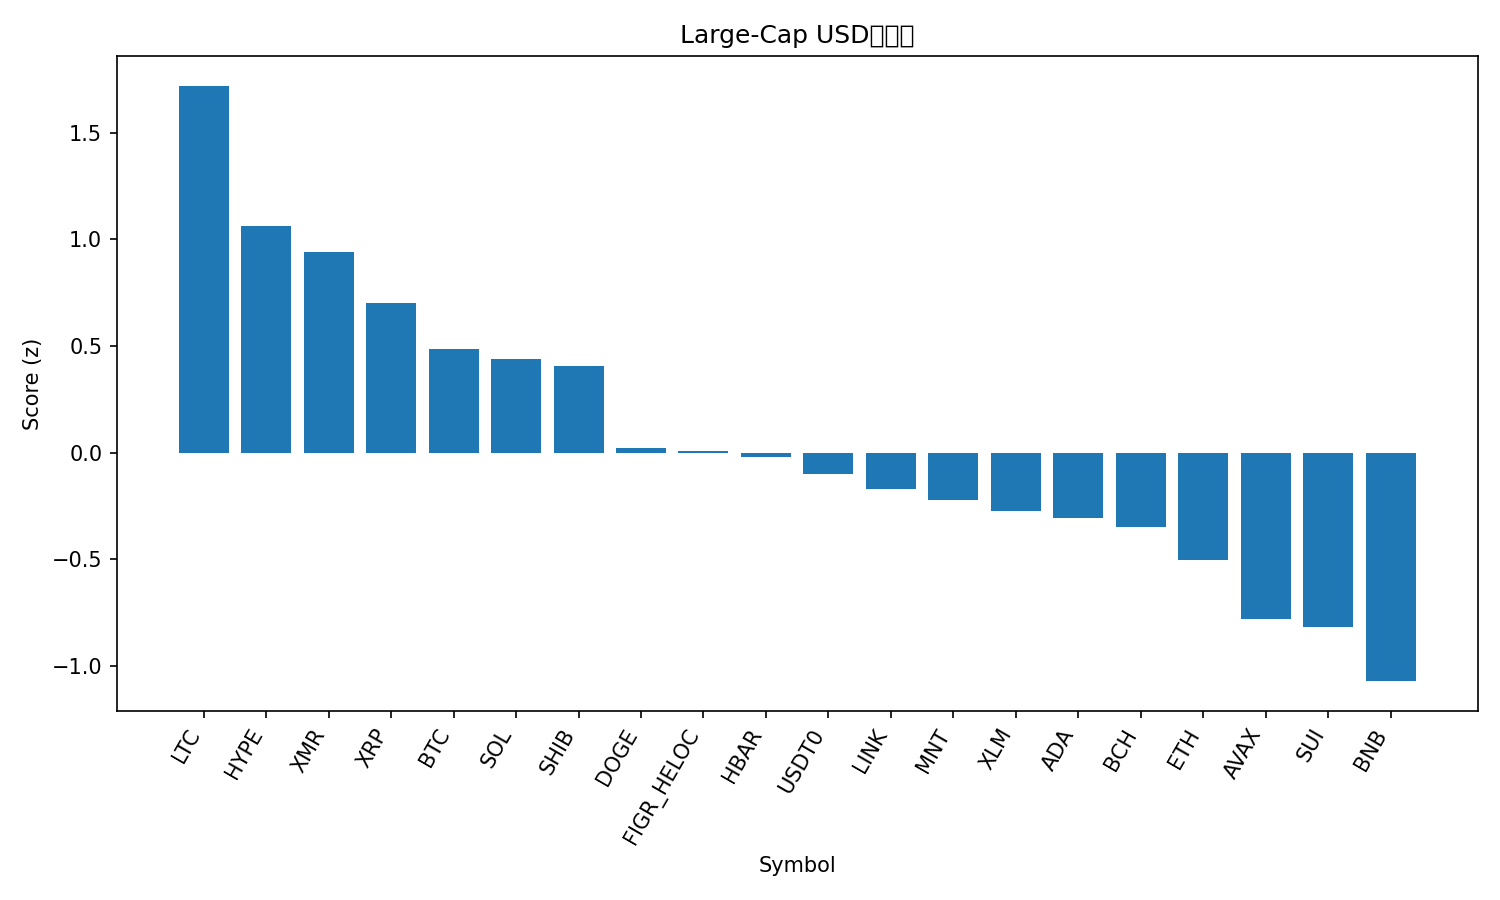 Large-Cap USD
Score (z)
1.5
1.0
0.5
0.0
−0.5
−1.0
LTC
HYPE
XMR
XRP
BTC
SOL
SHIB
DOGE
FIGR_HELOC
HBAR
USDT0
LINK
MNT
XLM
ADA
BCH
ETH
AVAX
SUI
BNB
Symbol